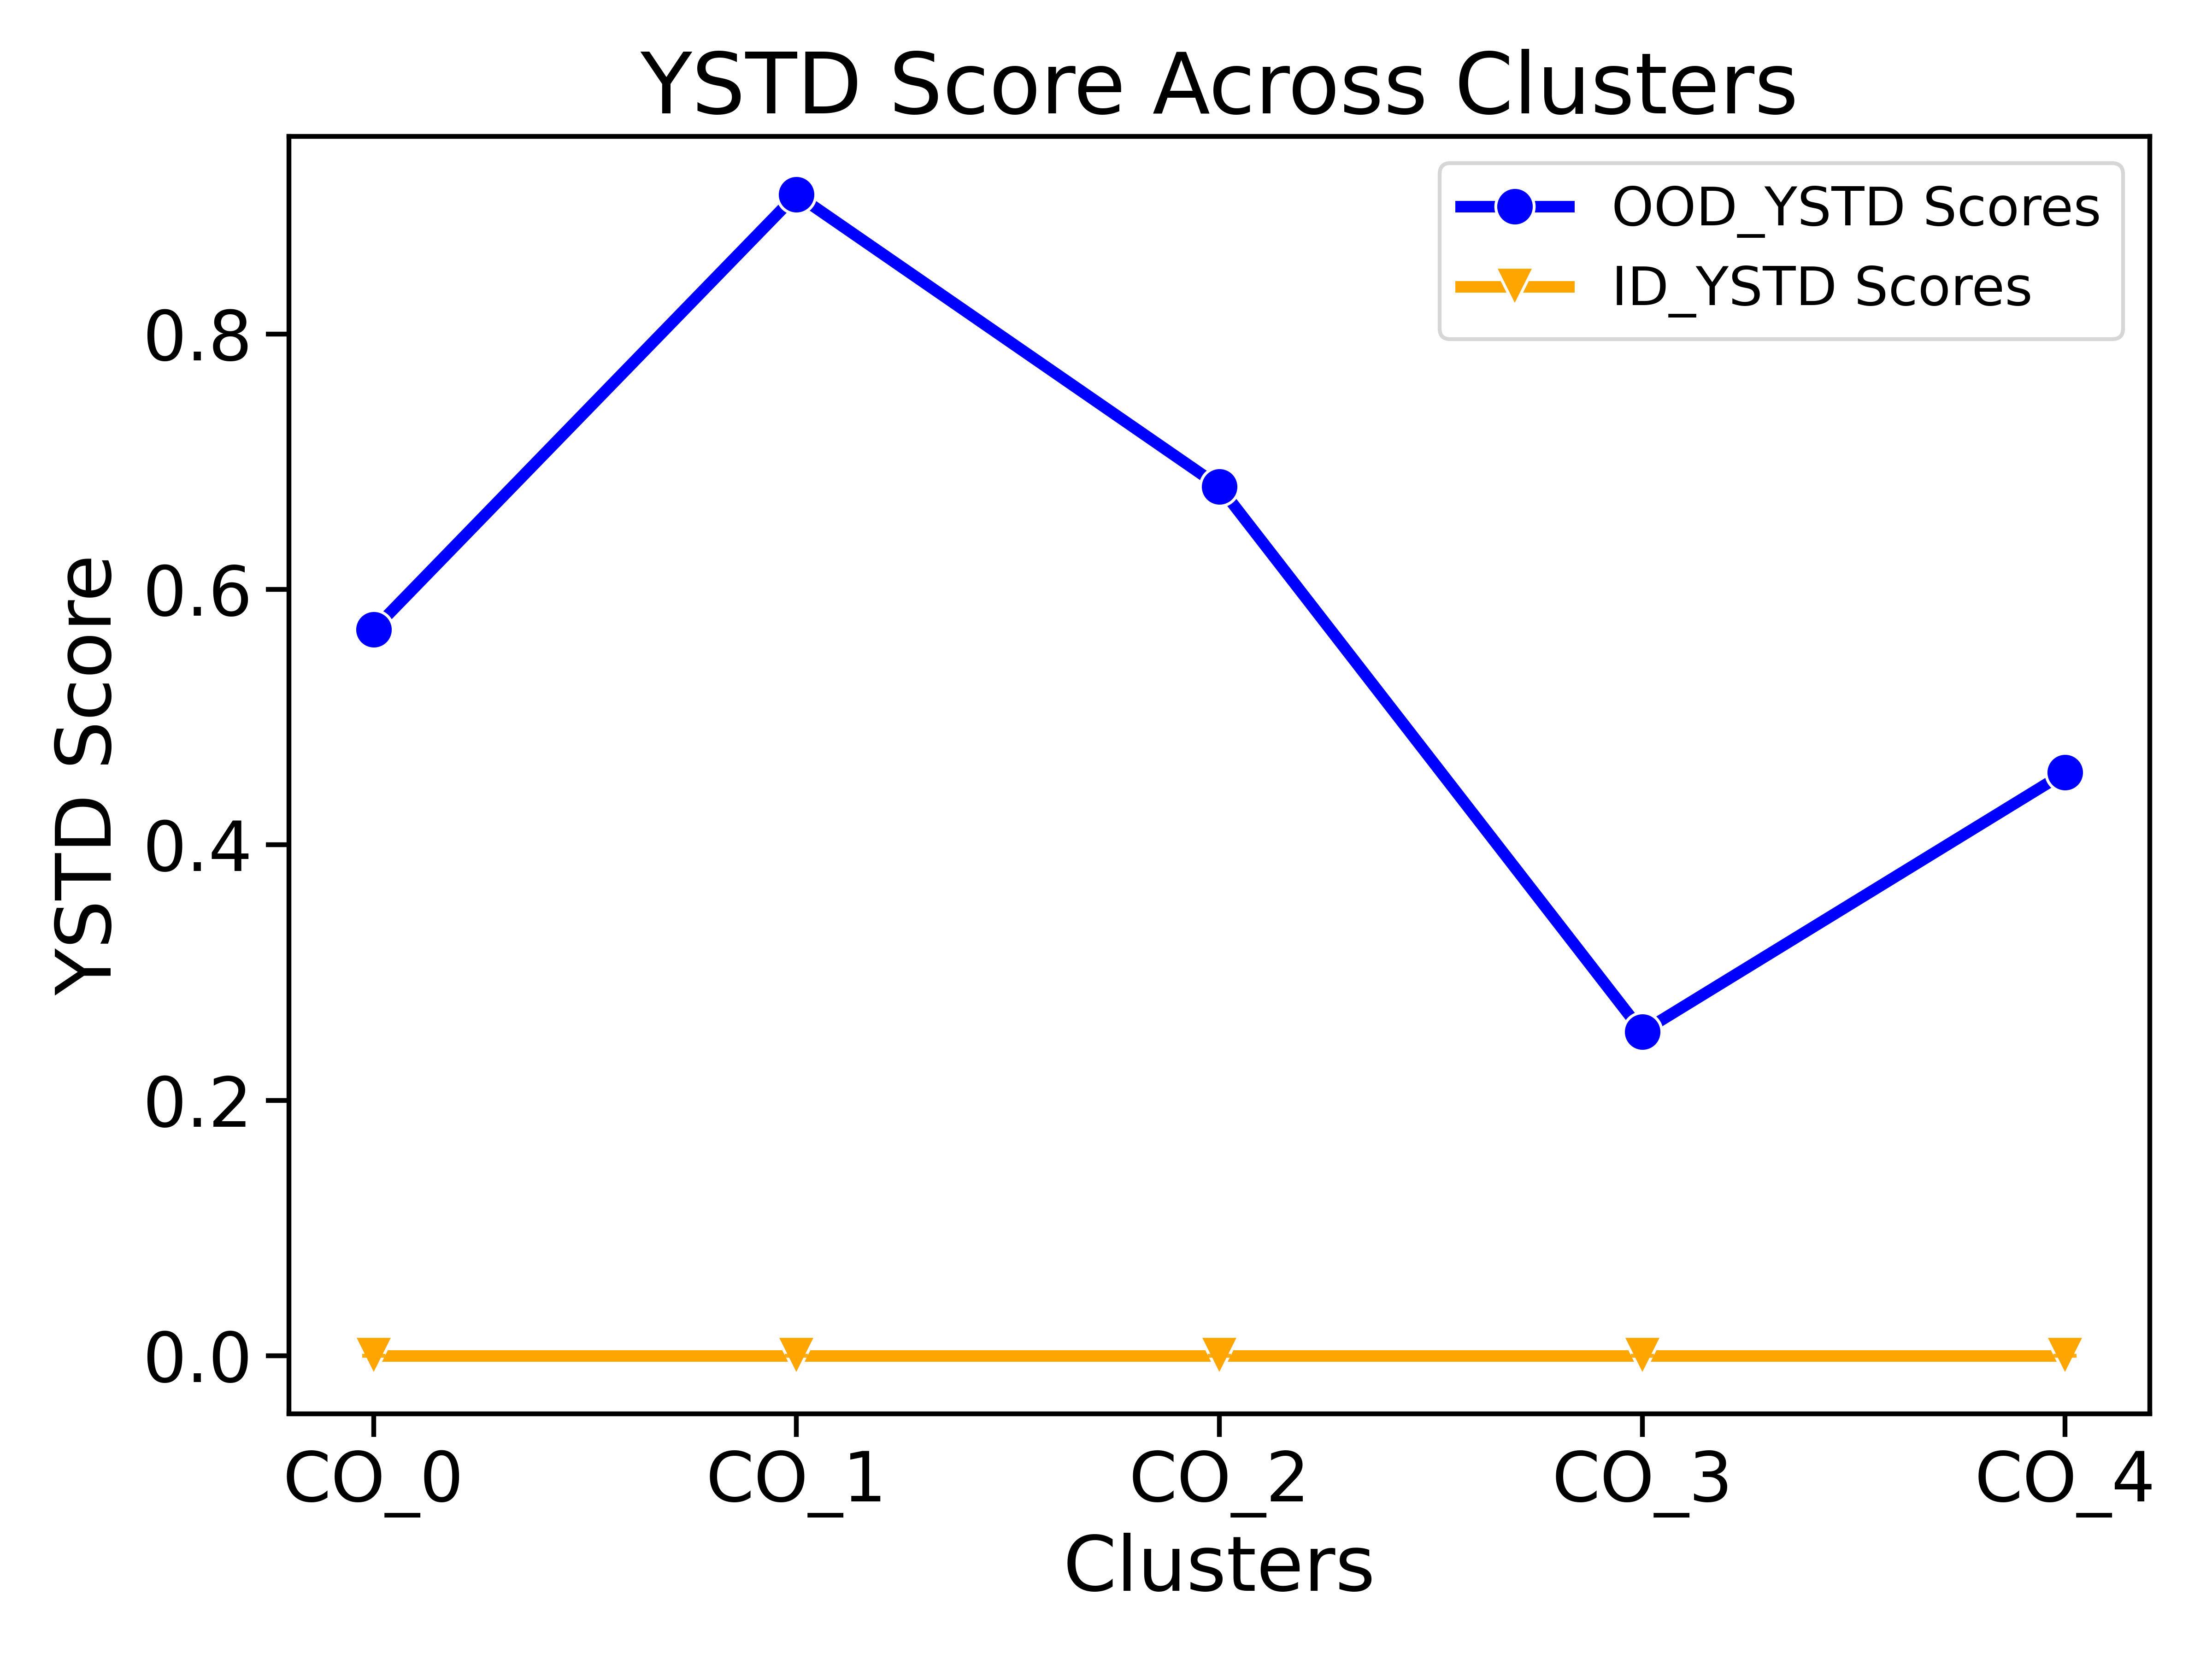 YSTD Score Across Clusters
OOD_YSTD Scores
ID_YSTD Scores
YSTD Score
0.8
0.6
0.4
0.2
0.0
CO_0 CO_1 CO_2 CO_3 CO_4
Clusters